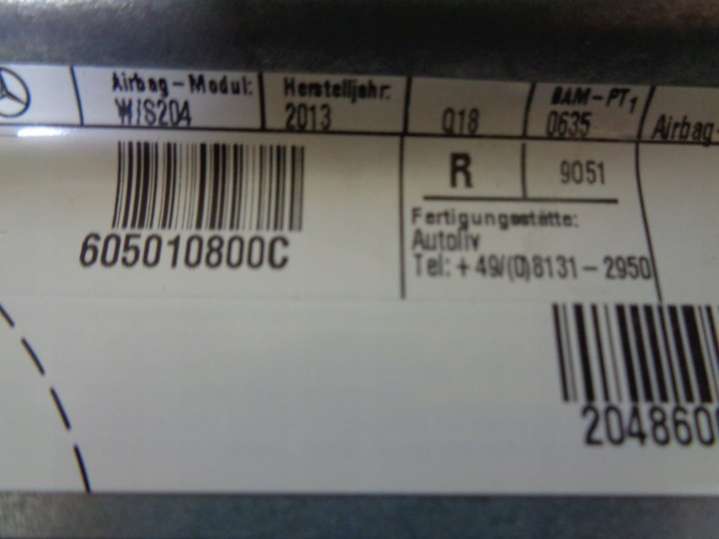 Airbag-Modul:
W/S204
Herstelljahr:
2013
Q18
BAM-PT1
0635
Airbag
605010800C
R
9051
Fertigungsstätte:
Autoliv
Tel: +49/(0)8131-2950
204860